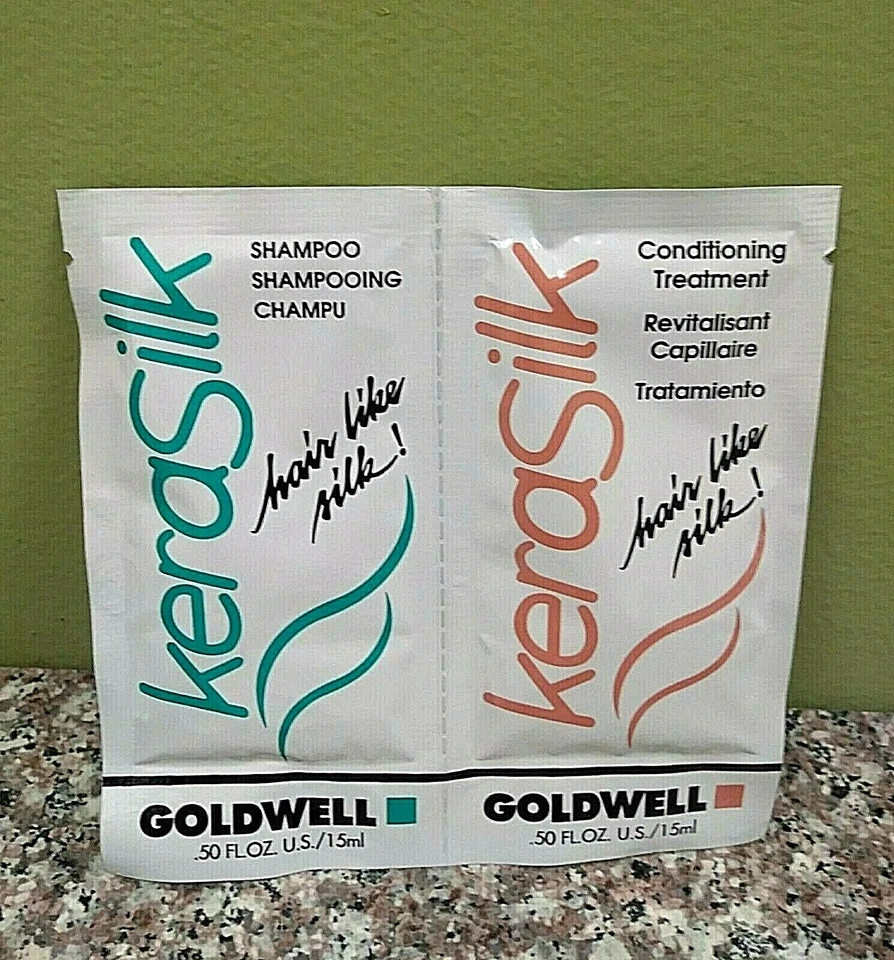 keraSilk
SHAMPOO
SHAMPOOING
CHAMPU
hair like
silk!
GOLDWELL
.50 FL.OZ. U.S./15ml
keraSilk
Conditioning
Treatment
Revitalisant
Capillaire
Tratamiento
hair like
silk!
GOLDWELL
.50 FL.OZ. U.S./15ml